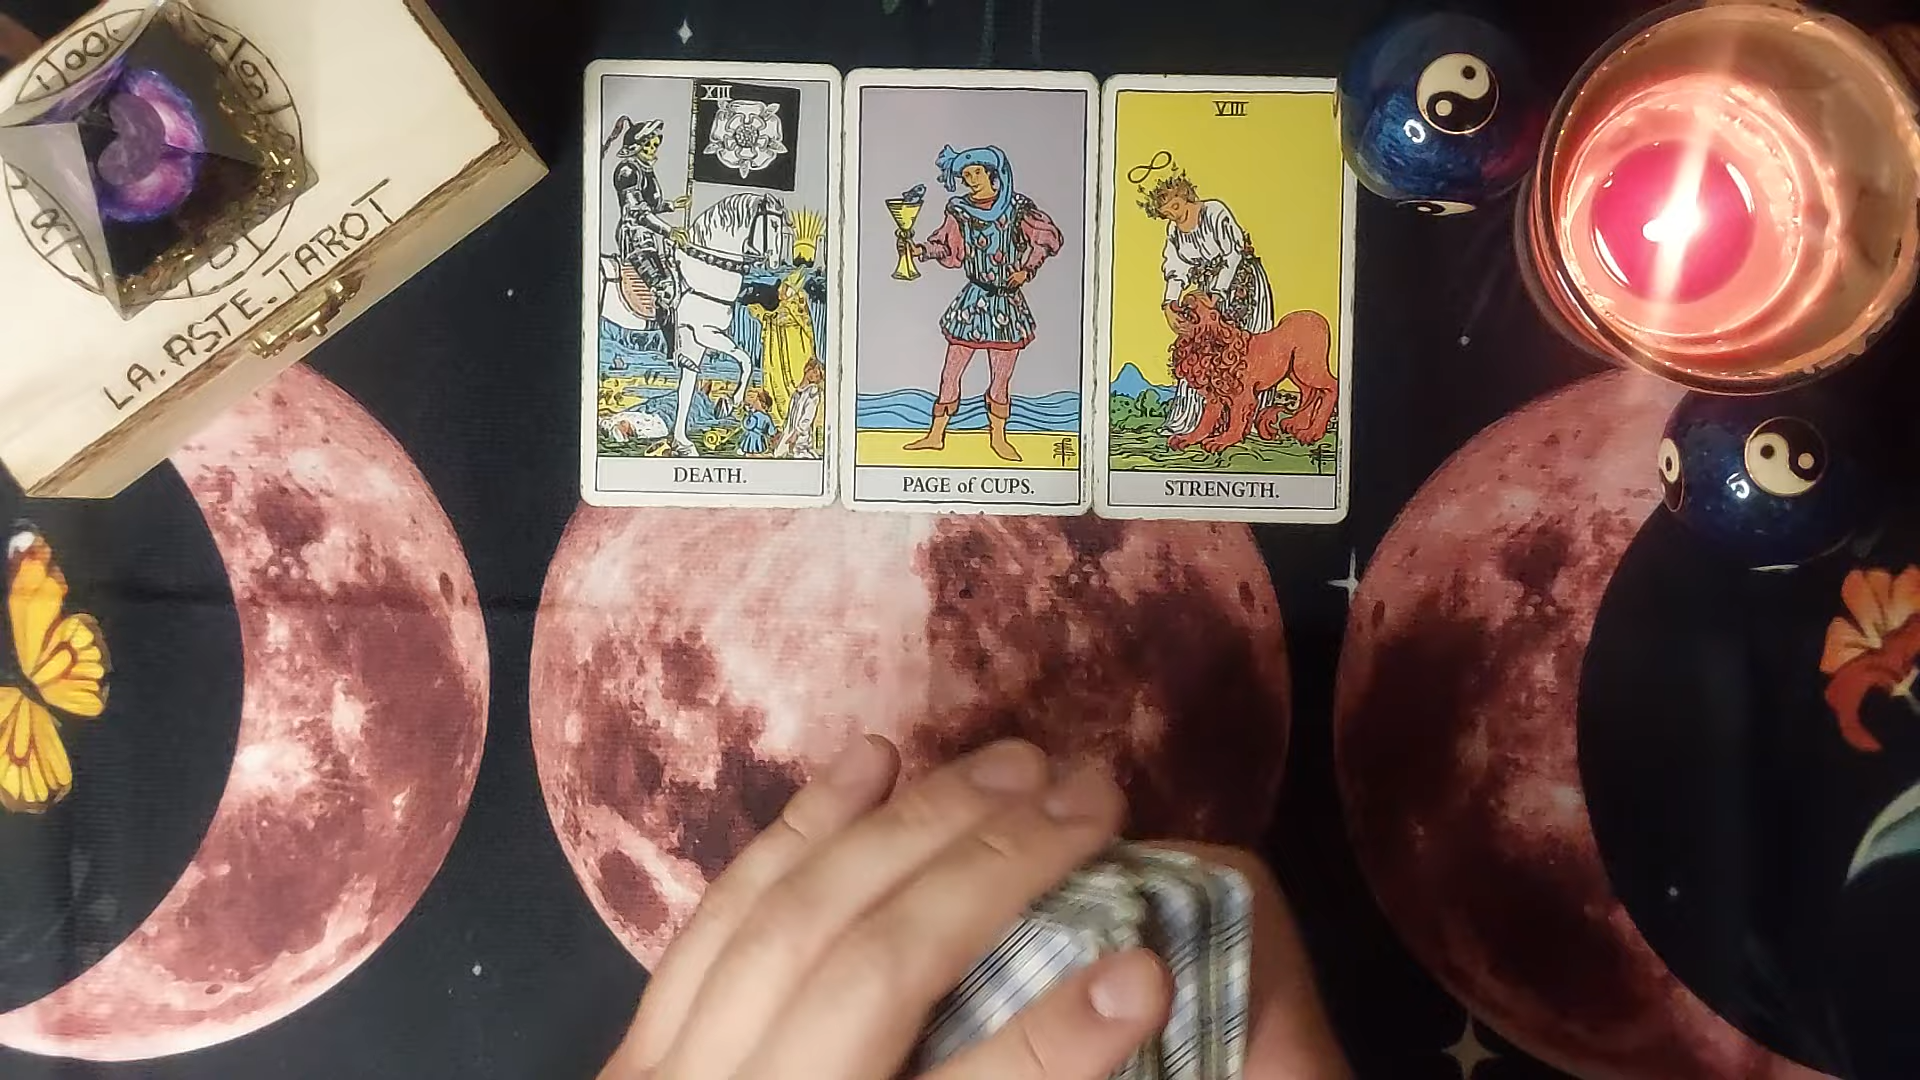 LA.ASTE.TAROT
XIII
DEATH.
PAGE of CUPS.
VIII
STRENGTH.